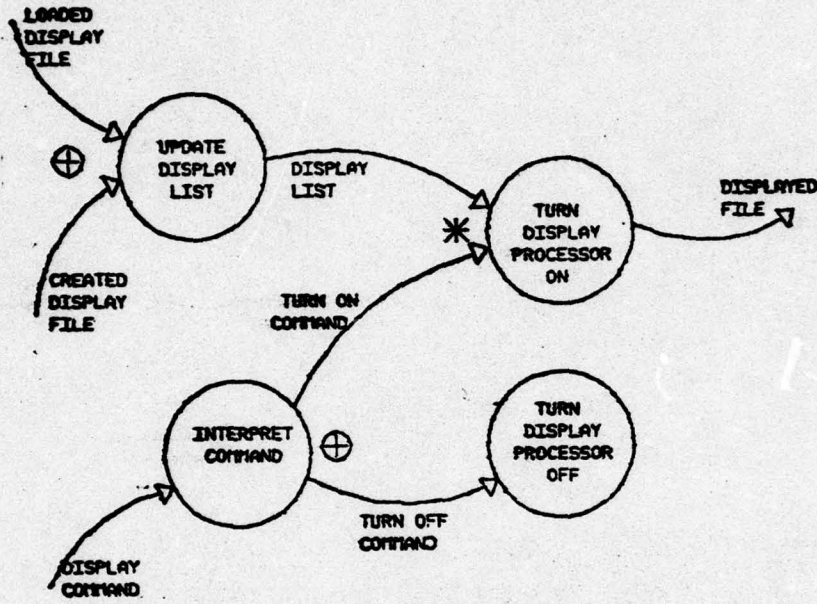 LOADED
DISPLAY
FILE
UPDATE
DISPLAY
LIST
DISPLAY
LIST
DISPLAYED
FILE
TURN
DISPLAY
PROCESSOR
ON
CREATED
DISPLAY
FILE
TURN ON
COMMAND
INTERPRET
COMMAND
TURN
DISPLAY
PROCESSOR
OFF
TURN OFF
COMMAND
DISPLAY
COMMAND